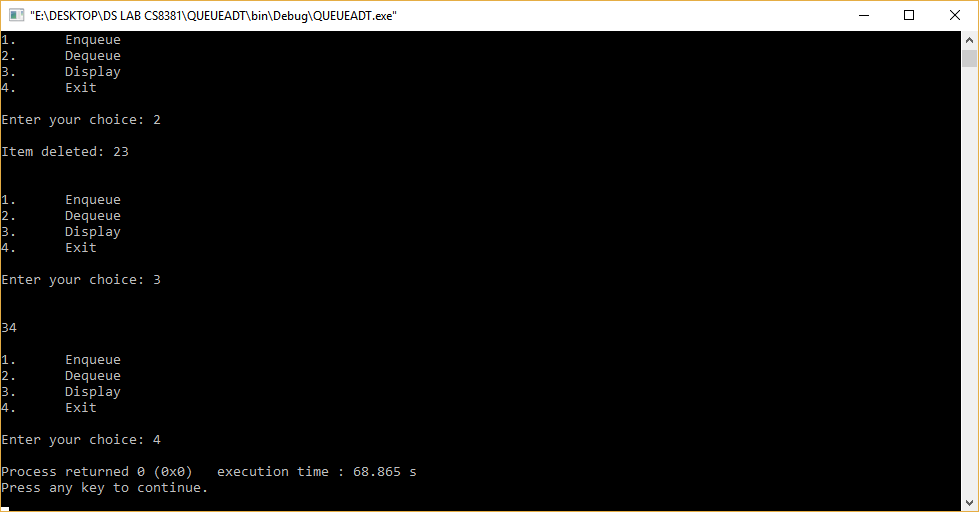 "E:\DESKTOP\DS LAB CS8381\QUEUEADT\bin\Debug\QUEUEADT.exe"
1.      Enqueue
2.      Dequeue
3.      Display
4.      Exit
Enter your choice: 2
Item deleted: 23
1.      Enqueue
2.      Dequeue
3.      Display
4.      Exit
Enter your choice: 3
34
1.      Enqueue
2.      Dequeue
3.      Display
4.      Exit
Enter your choice: 4
Process returned 0 (0x0)   execution time : 68.865 s
Press any key to continue.